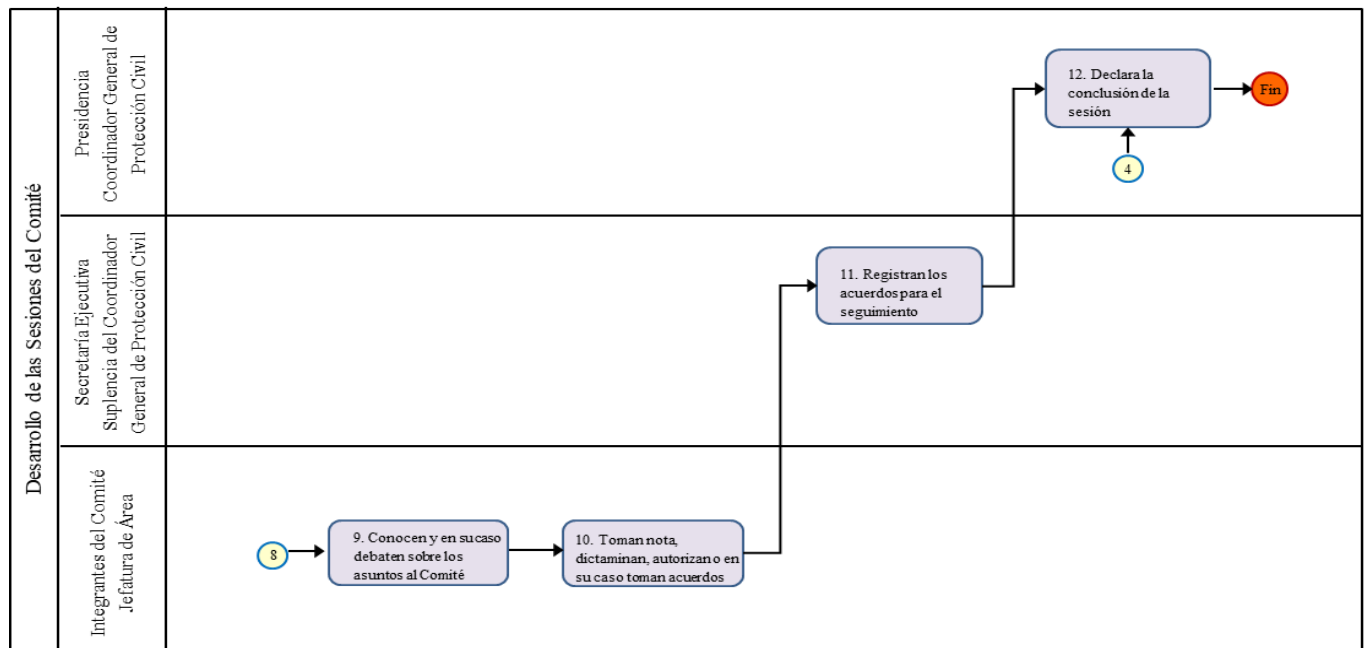 Desarrollo de las Sesiones del Comité
Presidencia
Coordinador General de
Protección Civil
12. Declara la
conclusión de la
sesión
Fin
4
Secretaría Ejecutiva
Suplencia del Coordinador
General de Protección Civil
11. Registran los
acuerdos para el
seguimiento
Integrantes del Comité
Jefatura de Área
8
9. Conocen y en su caso
debaten sobre los
asuntos al Comité
10. Toman nota,
dictaminan, autorizan o en
su caso toman acuerdos